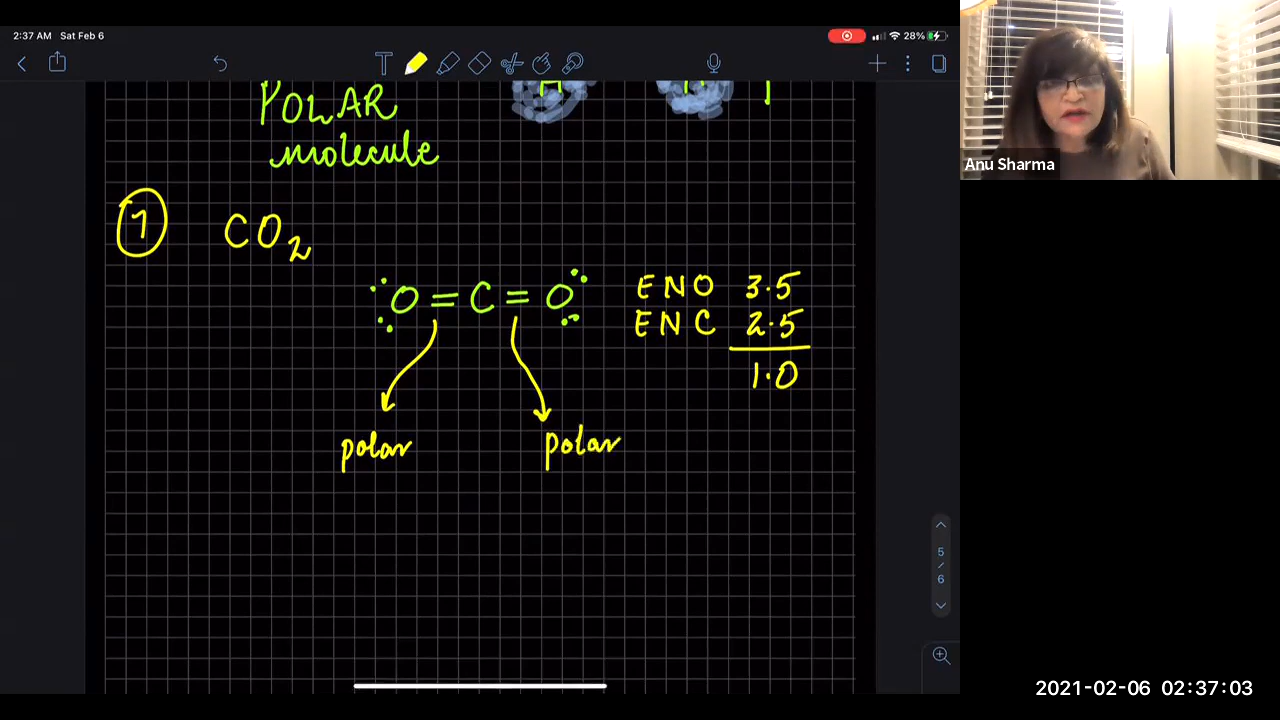 2:37 AM Sat Feb 6
28%
POLAR
molecule
Anu Sharma
7 CO2
O = C = O
ENO 3.5
ENC 2.5
1.0
polar polar
5
/
6
2021-02-06 02:37:03